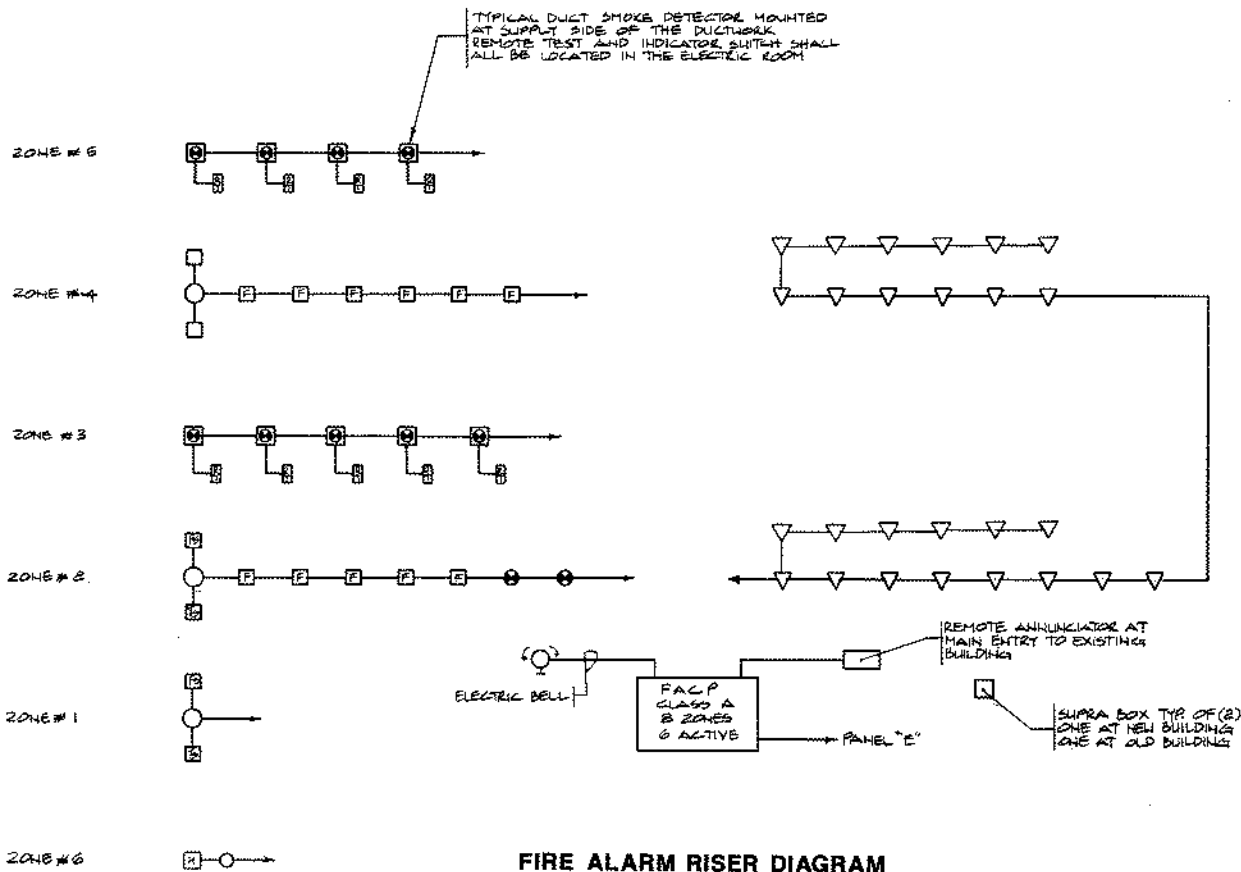 TYPICAL DUCT SMOKE DETECTOR MOUNTED
AT SUPPLY SIDE OF THE DUCTWORK
REMOTE TEST AND INDICATOR SWITCH SHALL
ALL BE LOCATED IN THE ELECTRIC ROOM
ZONE # 5
ZONE #4
F F F F F F
ZONE # 3
ZONE # 2
F F F F F
REMOTE ANNUNCIATOR AT
MAIN ENTRY TO EXISTING
BUILDING
ELECTRIC BELL
FACP
CLASS A
8 ZONES
6 ACTIVE
ZONE # 1
PANEL "E"
SUPRA BOX TYP. OF (2)
ONE AT NEW BUILDING
ONE AT OLD BUILDING
ZONE #6
FIRE ALARM RISER DIAGRAM